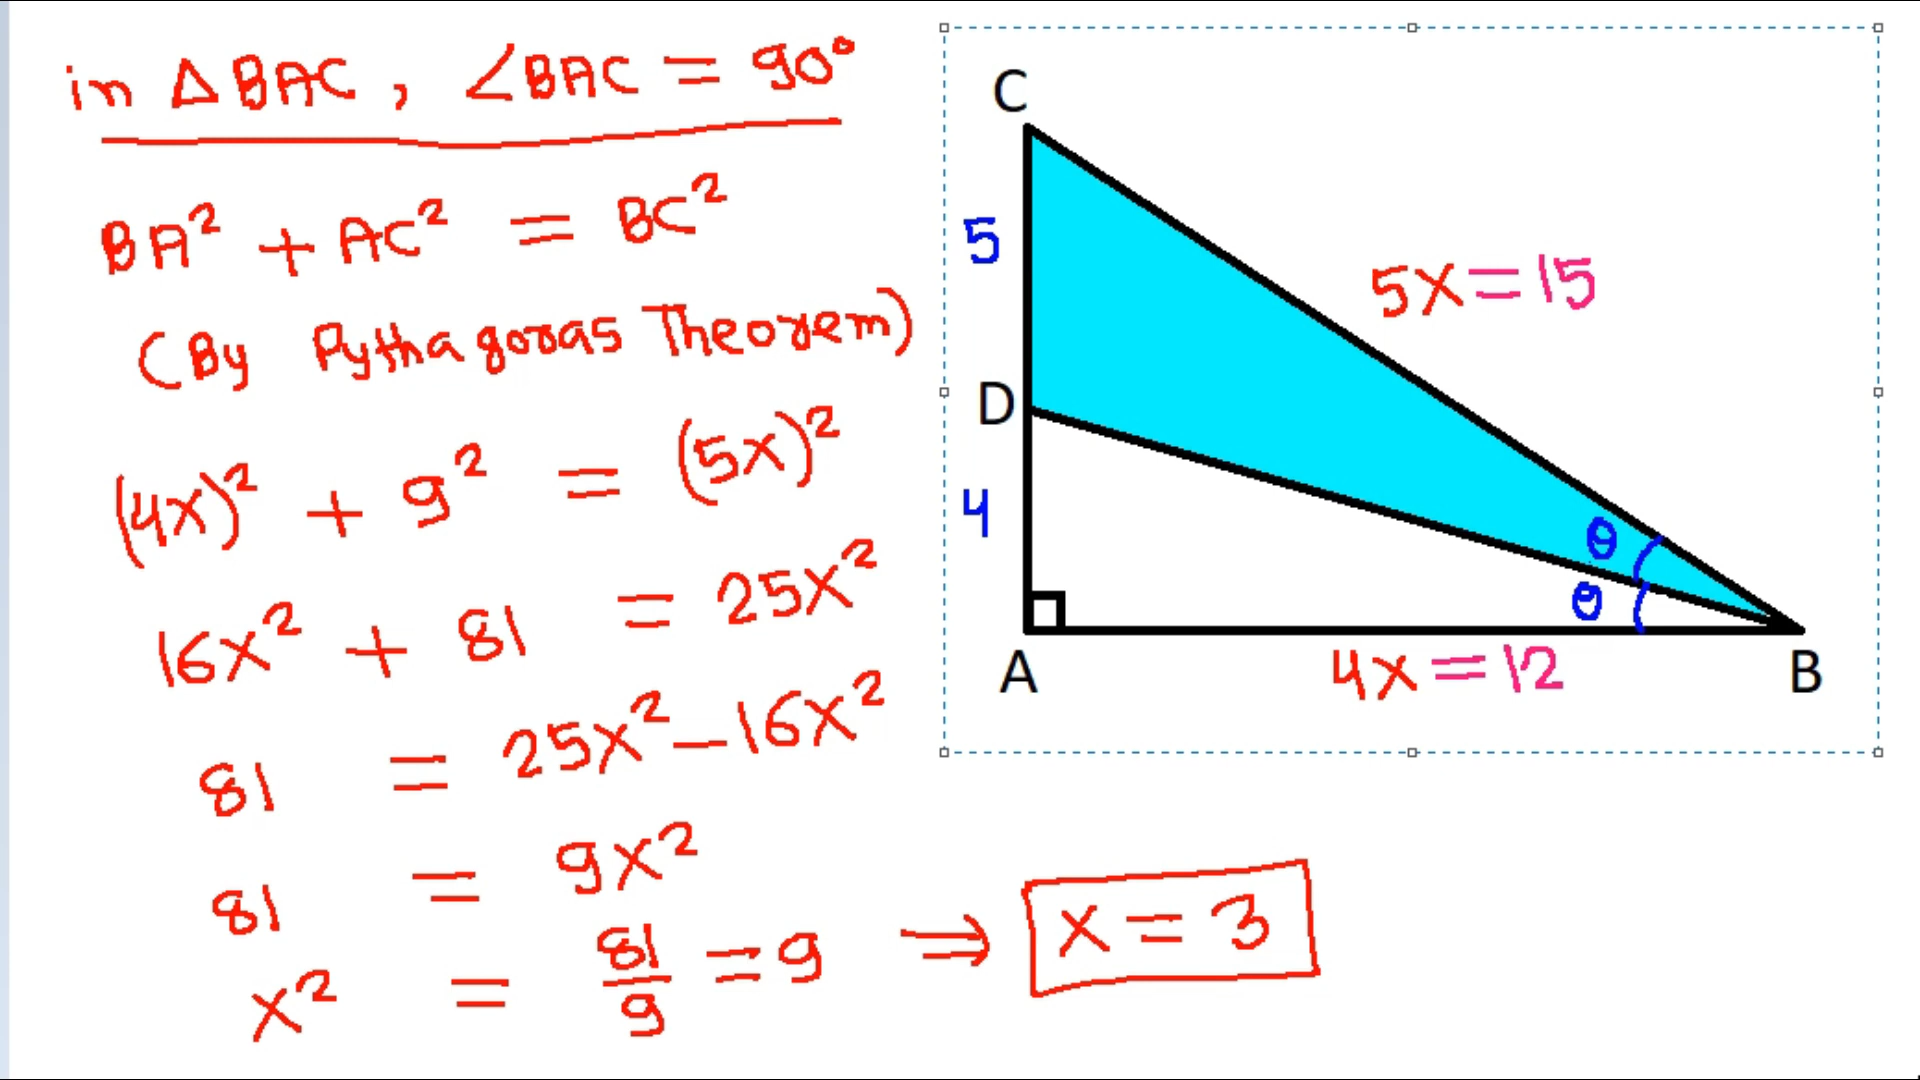 in ΔBAC, ∠BAC = 90°
BA² + AC² = BC²
(By Pythagoras Theorem)
(4x)² + 9² = (5x)²
16x² + 81 = 25x²
81 = 25x² - 16x²
81 = 9x²
x² = 81/9 = 9 ⇒ x = 3
C
5
5x = 15
D
4
θ
θ
A
4x = 12
B